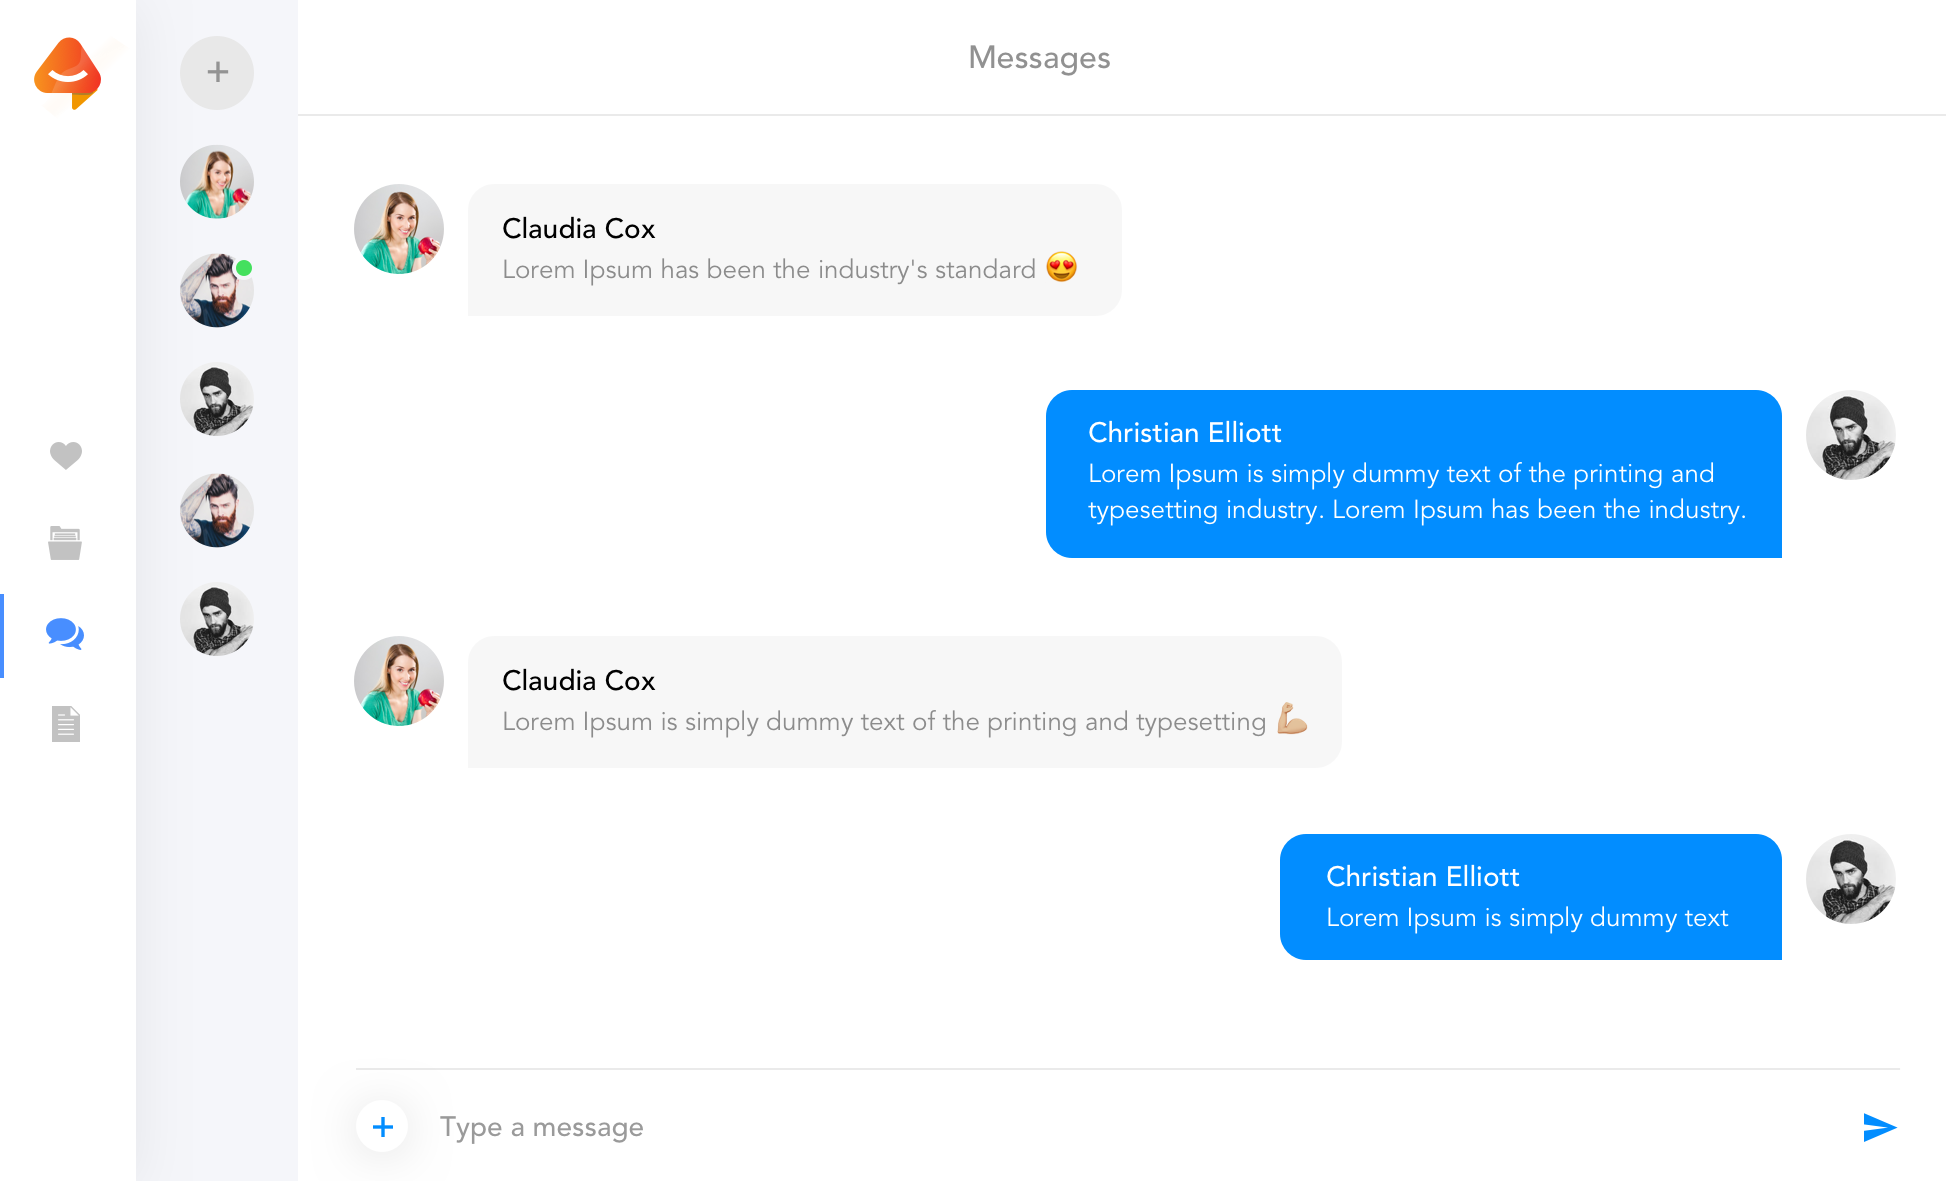 Messages
Claudia Cox
Lorem Ipsum has been the industry's standard 😍
Christian Elliott
Lorem Ipsum is simply dummy text of the printing and
typesetting industry. Lorem Ipsum has been the industry.
Claudia Cox
Lorem Ipsum is simply dummy text of the printing and typesetting 💪🏼
Christian Elliott
Lorem Ipsum is simply dummy text
Type a message